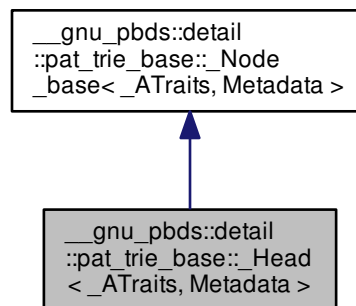 __gnu_pbds::detail
::pat_trie_base::_Node
_base< _ATraits, Metadata >
__gnu_pbds::detail
::pat_trie_base::_Head
< _ATraits, Metadata >